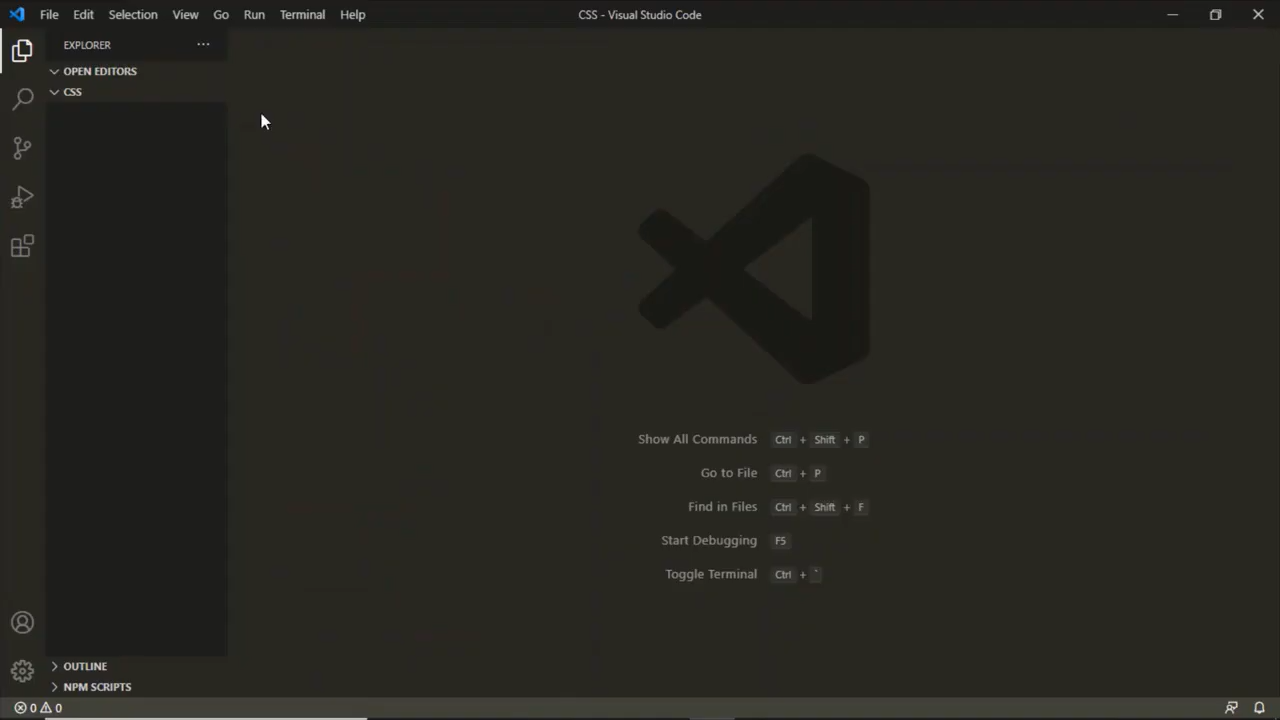 File Edit Selection View Go Run Terminal Help CSS - Visual Studio Code
EXPLORER ...
OPEN EDITORS
CSS
Show All Commands Ctrl + Shift + P
Go to File Ctrl + P
Find in Files Ctrl + Shift + F
Start Debugging F5
Toggle Terminal Ctrl + `
OUTLINE
NPM SCRIPTS
0 0